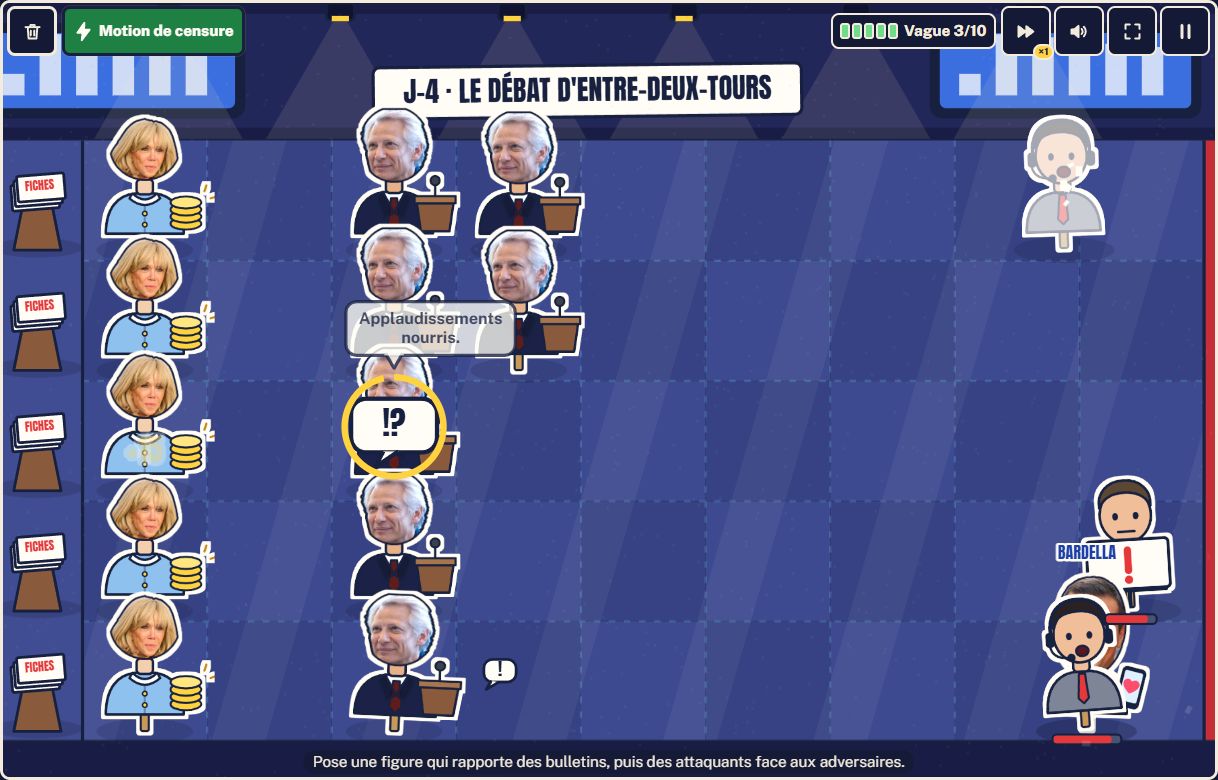 Motion de censure
Vague 3/10
×1
J-4 · LE DÉBAT D'ENTRE-DEUX-TOURS
FICHES
FICHES
Applaudissements
nourris.
!?
FICHES
FICHES
BARDELLA
!
FICHES
!
Pose une figure qui rapporte des bulletins, puis des attaquants face aux adversaires.